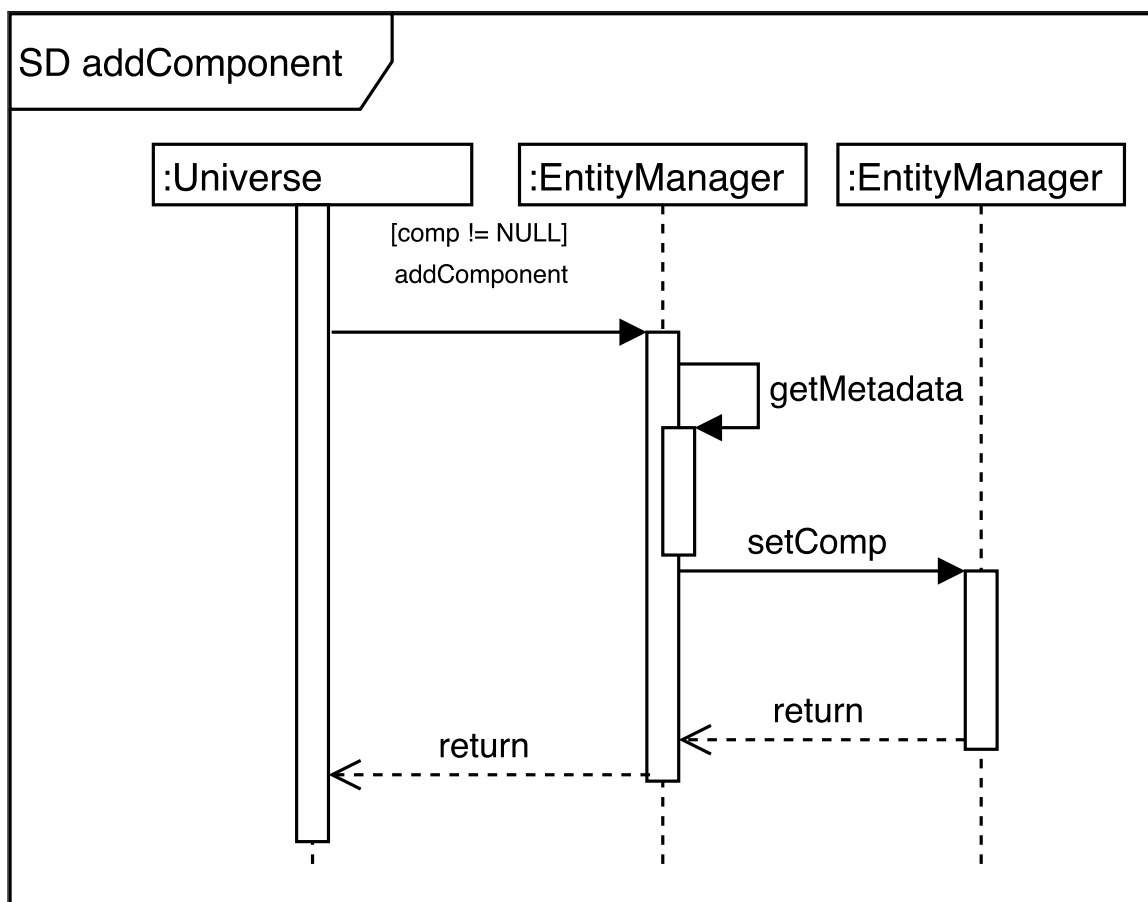 SD addComponent
:Universe
:EntityManager
:EntityManager
[comp != NULL]
addComponent
getMetadata
setComp
return
return